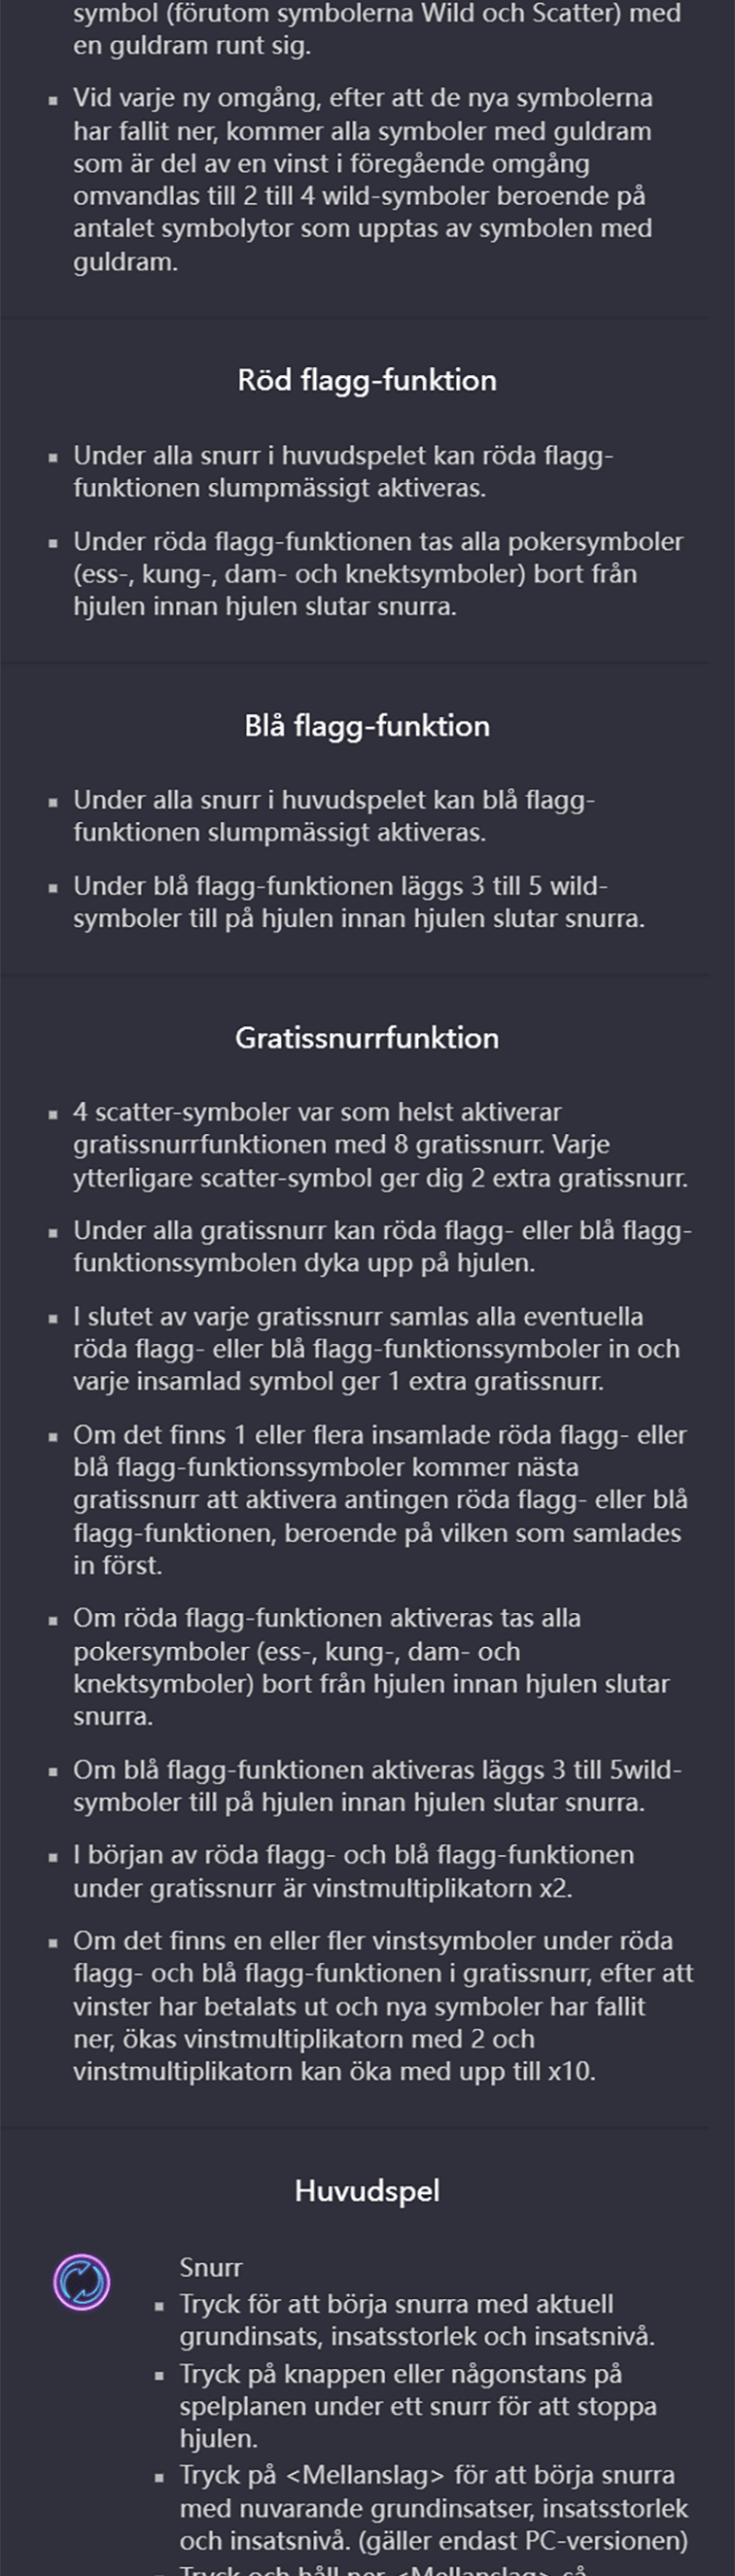 symbol (förutom symbolerna Wild och Scatter) med
en guldram runt sig.
▪ Vid varje ny omgång, efter att de nya symbolerna
har fallit ner, kommer alla symboler med guldram
som är del av en vinst i föregående omgång
omvandlas till 2 till 4 wild-symboler beroende på
antalet symbolytor som upptas av symbolen med
guldram.
Röd flagg-funktion
▪ Under alla snurr i huvudspelet kan röda flagg-
funktionen slumpmässigt aktiveras.
▪ Under röda flagg-funktionen tas alla pokersymboler
(ess-, kung-, dam- och knektsymboler) bort från
hjulen innan hjulen slutar snurra.
Blå flagg-funktion
▪ Under alla snurr i huvudspelet kan blå flagg-
funktionen slumpmässigt aktiveras.
▪ Under blå flagg-funktionen läggs 3 till 5 wild-
symboler till på hjulen innan hjulen slutar snurra.
Gratissnurrfunktion
▪ 4 scatter-symboler var som helst aktiverar
gratissnurrfunktionen med 8 gratissnurr. Varje
ytterligare scatter-symbol ger dig 2 extra gratissnurr.
▪ Under alla gratissnurr kan röda flagg- eller blå flagg-
funktionssymbolen dyka upp på hjulen.
▪ I slutet av varje gratissnurr samlas alla eventuella
röda flagg- eller blå flagg-funktionssymboler in och
varje insamlad symbol ger 1 extra gratissnurr.
▪ Om det finns 1 eller flera insamlade röda flagg- eller
blå flagg-funktionssymboler kommer nästa
gratissnurr att aktivera antingen röda flagg- eller blå
flagg-funktionen, beroende på vilken som samlades
in först.
▪ Om röda flagg-funktionen aktiveras tas alla
pokersymboler (ess-, kung-, dam- och
knektsymboler) bort från hjulen innan hjulen slutar
snurra.
▪ Om blå flagg-funktionen aktiveras läggs 3 till 5wild-
symboler till på hjulen innan hjulen slutar snurra.
▪ I början av röda flagg- och blå flagg-funktionen
under gratissnurr är vinstmultiplikatorn x2.
▪ Om det finns en eller fler vinstsymboler under röda
flagg- och blå flagg-funktionen i gratissnurr, efter att
vinster har betalats ut och nya symboler har fallit
ner, ökas vinstmultiplikatorn med 2 och
vinstmultiplikatorn kan öka med upp till x10.
Huvudspel
Snurr
▪ Tryck för att börja snurra med aktuell
grundinsats, insatsstorlek och insatsnivå.
▪ Tryck på knappen eller någonstans på
spelplanen under ett snurr för att stoppa
hjulen.
▪ Tryck på <Mellanslag> för att börja snurra
med nuvarande grundinsatser, insatsstorlek
och insatsnivå. (gäller endast PC-versionen)
▪ Tryck och håll ner <Mellanslag> så